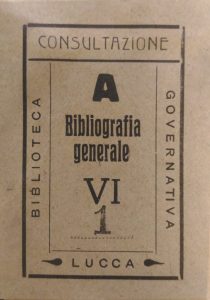 CONSULTAZIONE
BIBLIOTECA
A
Bibliografia
generale
VI
1
GOVERNATIVA
LUCCA